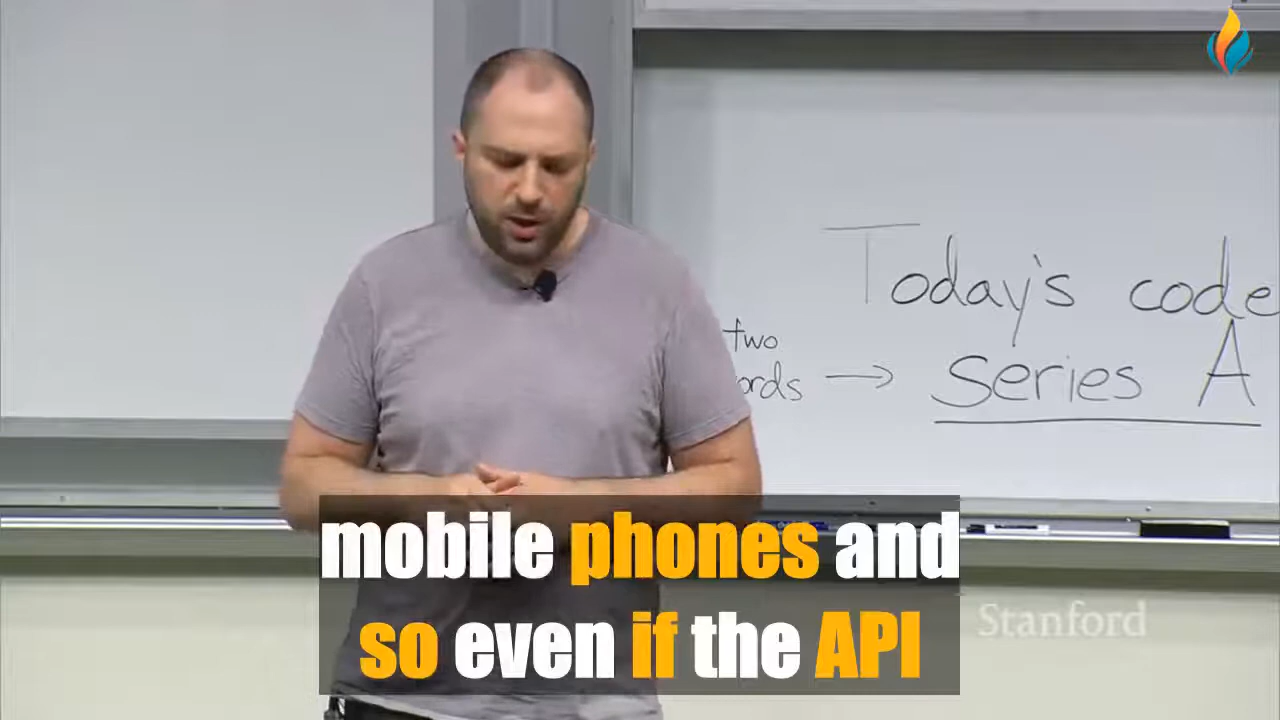 Today's code
two
ords → series A
mobile phones and
so even if the API
Stanford